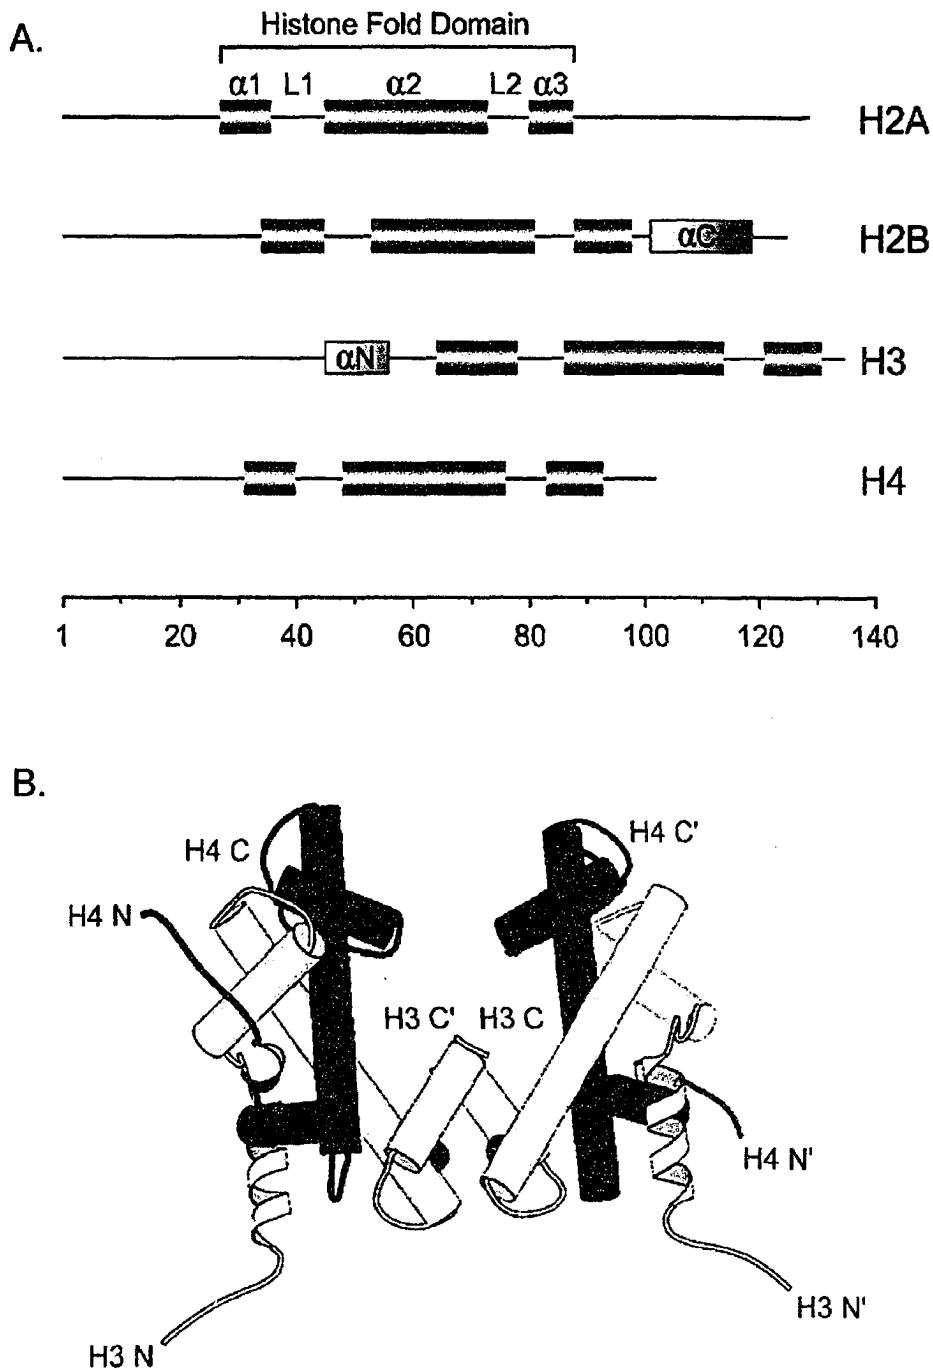 A.
Histone Fold Domain
α1 L1 α2 L2 α3
H2A
αC
H2B
αN
H3
H4
1 20 40 60 80 100 120 140
B.
H4 C
H4 C'
H4 N
H3 C' H3 C
H4 N'
H3 N'
H3 N